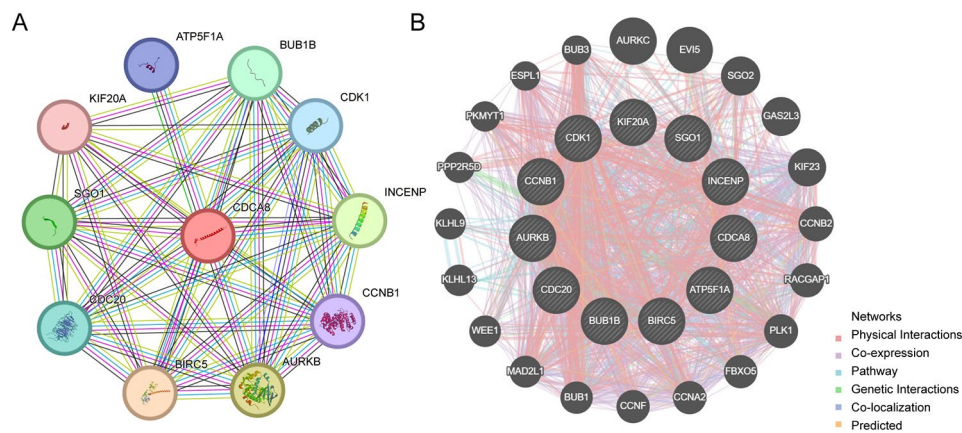 A
ATP5F1A
BUB1B
KIF20A
CDK1
SGO1
CDCA8
INCENP
CDC20
CCNB1
BIRC5
AURKB
B
BUB3
AURKC
EVI5
ESPL1
SGO2
PKMYT1
GAS2L3
KIF20A
CDK1
SGO1
PPP2R5D
KIF23
CCNB1
INCENP
KLHL9
CCNB2
AURKB
CDCA8
KLHL13
RACGAP1
CDC20
ATP5F1A
BUB1B
BIRC5
WEE1
PLK1
MAD2L1
FBXO5
BUB1
CCNF
CCNA2
Networks
Physical Interactions
Co-expression
Pathway
Genetic Interactions
Co-localization
Predicted